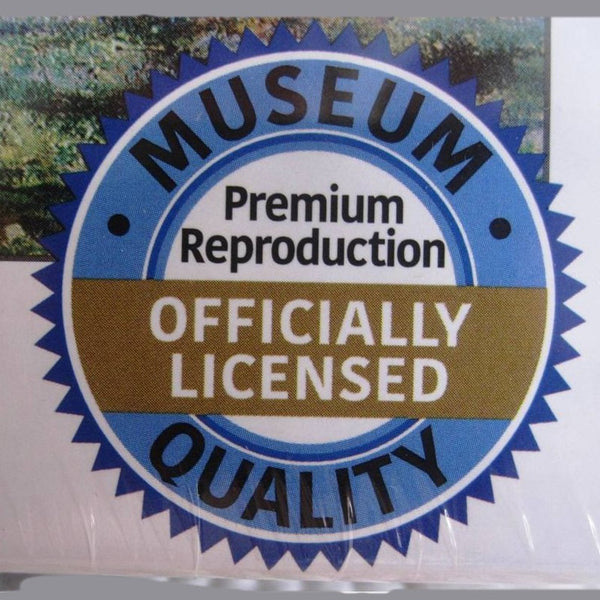 MUSEUM
Premium
Reproduction
OFFICIALLY
LICENSED
QUALITY